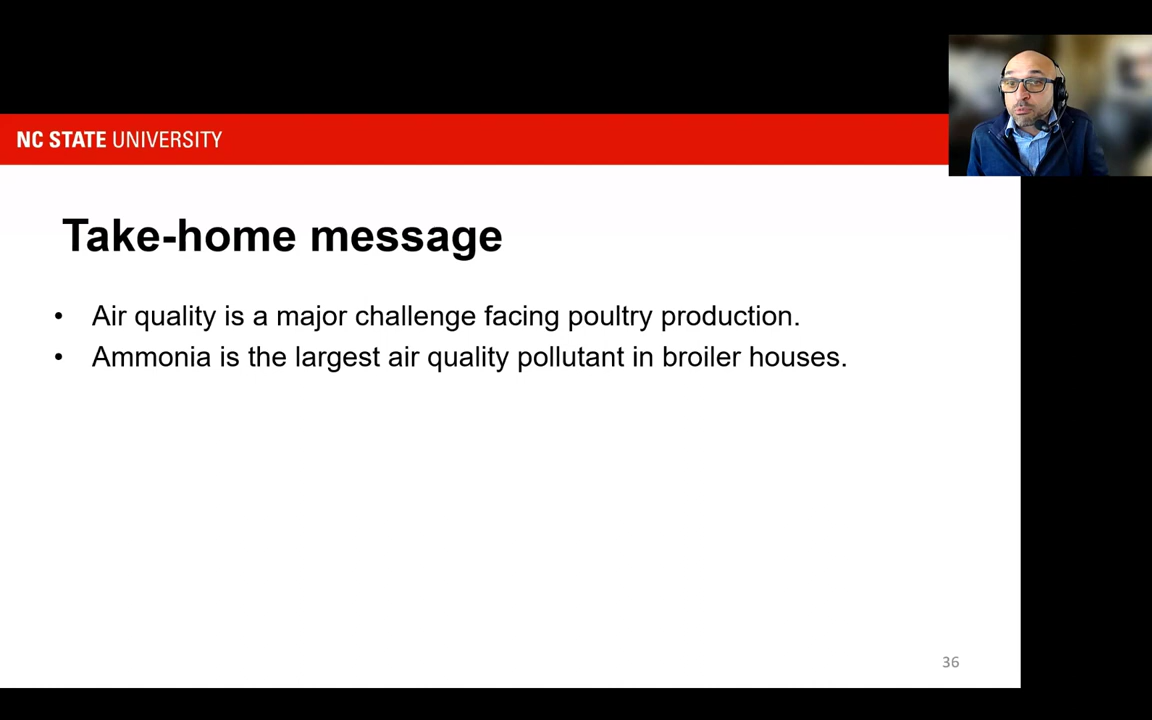 NC STATE UNIVERSITY
Take-home message
• Air quality is a major challenge facing poultry production.
• Ammonia is the largest air quality pollutant in broiler houses.
36